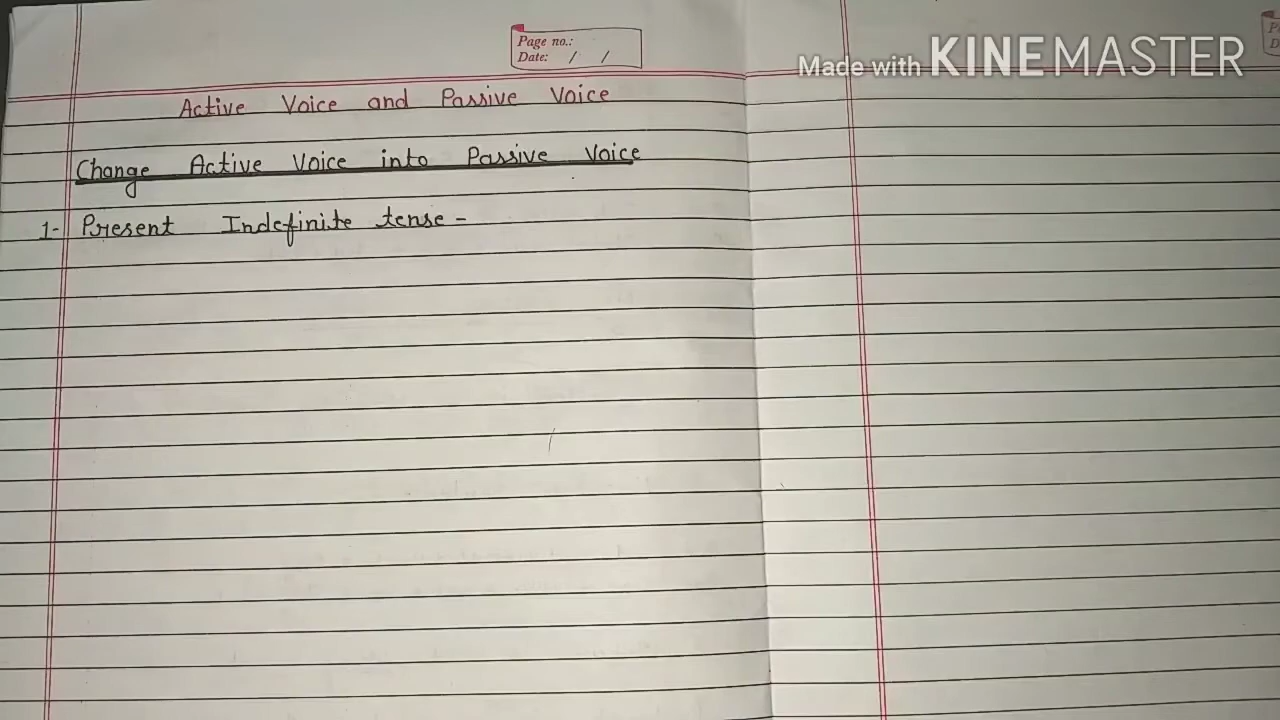 Page no.:
Date: / /
Made with KINEMASTER
Active Voice and Passive Voice
Change Active Voice into Passive Voice
1- Present Indefinite tense -